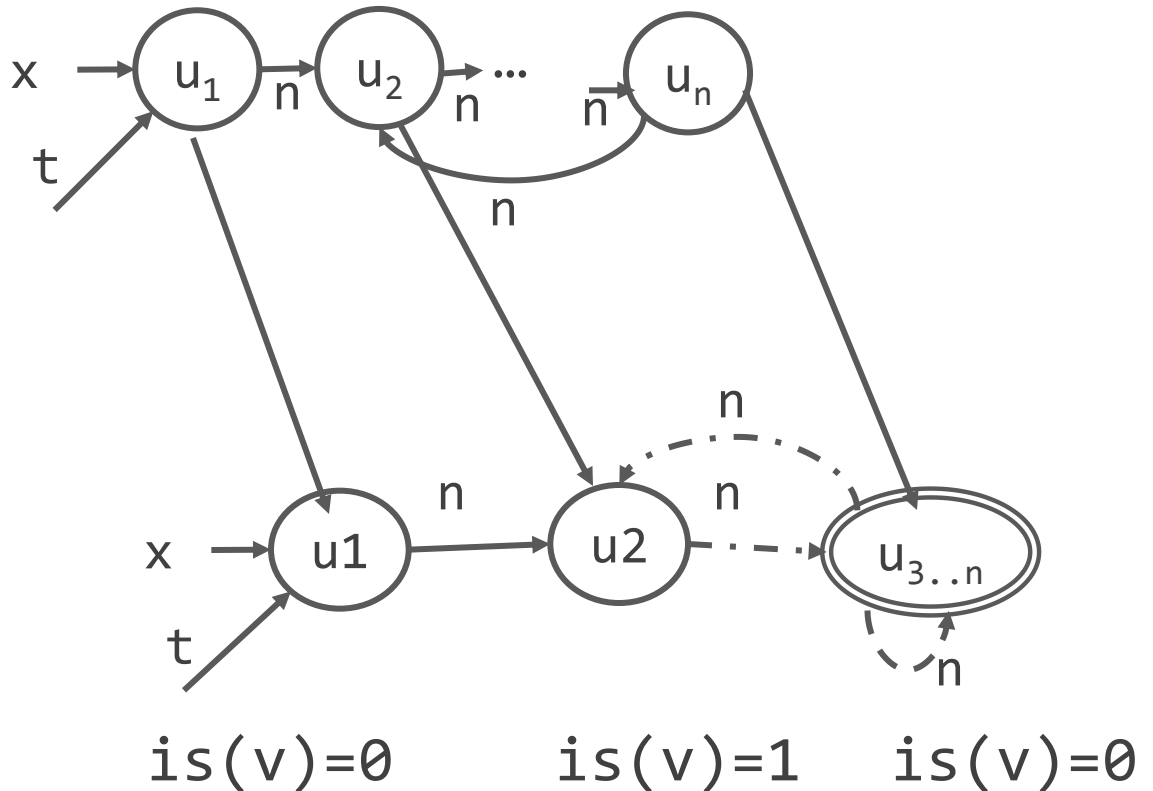 x u₁ n u₂ n ... n uₙ
t
n
n
x u1 n u2 n u₃..ₙ
t
n
is(v)=0 is(v)=1 is(v)=0